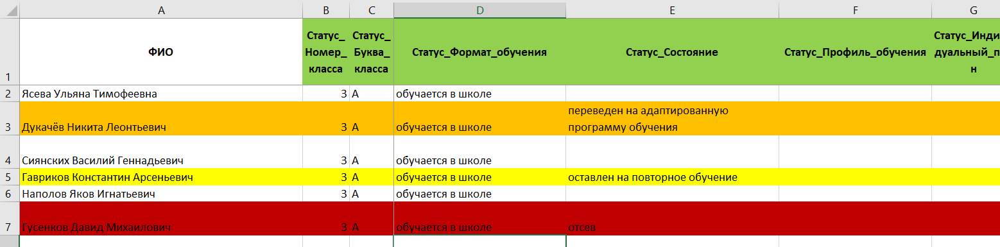 A B C D E F G
1 ФИО Статус_Номер_класса Статус_Буква_класса Статус_Формат_обучения Статус_Состояние Статус_Профиль_обучения Статус_Инди дуальный_п н
2 Ясева Ульяна Тимофеевна 3 А обучается в школе
3 Дукачёв Никита Леонтьевич 3 А обучается в школе переведен на адаптированную программу обучения
4 Сиянских Василий Геннадьевич 3 А обучается в школе
5 Гавриков Константин Арсеньевич 3 А обучается в школе оставлен на повторное обучение
6 Наполов Яков Игнатьевич 3 А обучается в школе
7 Гусенков Давид Михаилович 3 А обучается в школе отсев